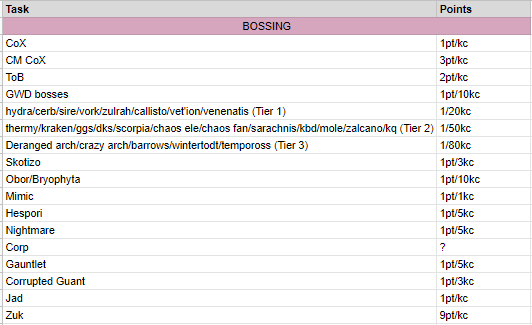 Task Points
BOSSING
CoX 1pt/kc
CM CoX 3pt/kc
ToB 2pt/kc
GWD bosses 1pt/10kc
hydra/cerb/sire/vork/zulrah/callisto/vet'ion/venenatis (Tier 1) 1/20kc
thermy/kraken/ggs/dks/scorpia/chaos ele/chaos fan/sarachnis/kbd/mole/zalcano/kq (Tier 2) 1/50kc
Deranged arch/crazy arch/barrows/wintertodt/tempoross (Tier 3) 1/80kc
Skotizo 1pt/3kc
Obor/Bryophyta 1pt/10kc
Mimic 1pt/1kc
Hespori 1pt/5kc
Nightmare 1pt/5kc
Corp ?
Gauntlet 1pt/5kc
Corrupted Guant 1pt/3kc
Jad 1pt/kc
Zuk 9pt/kc